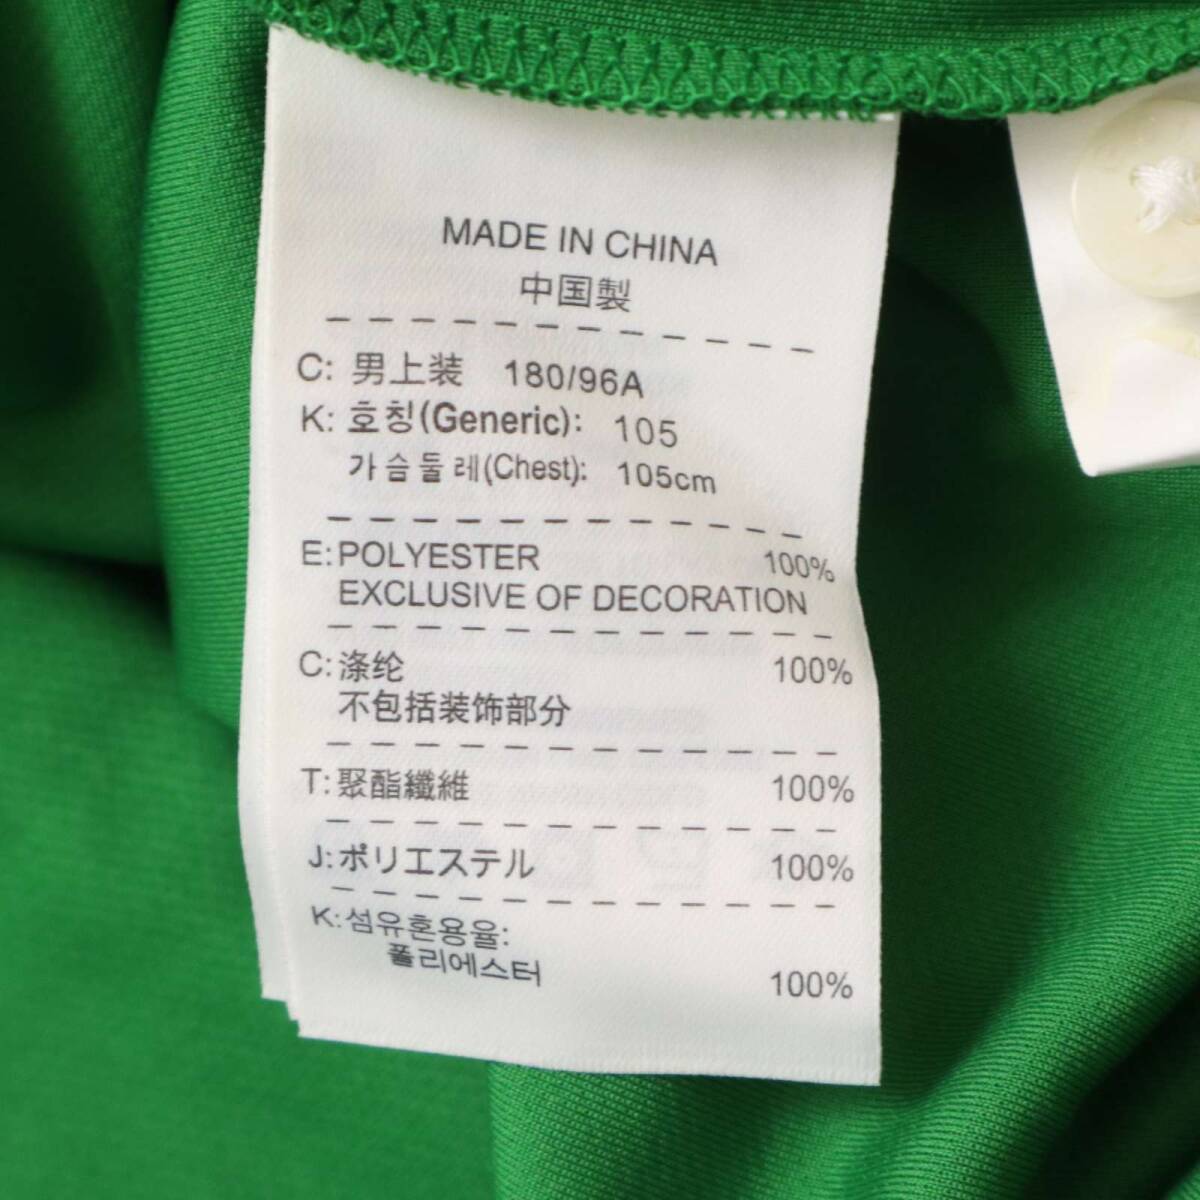 MADE IN CHINA
中国製
C: 男上装 180/96A
K: 호칭(Generic): 105
가슴둘레(Chest): 105cm
E: POLYESTER 100%
EXCLUSIVE OF DECORATION
C: 涤纶 100%
不包括装饰部分
T: 聚酯纖維 100%
J: ポリエステル 100%
K: 섬유혼용율:
폴리에스터 100%